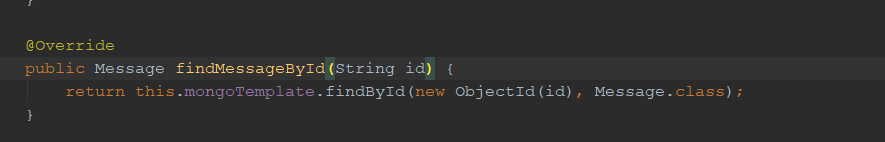 }
@Override
public Message findMessageById(String id) {
return this.mongoTemplate.findById(new ObjectId(id), Message.class);
}